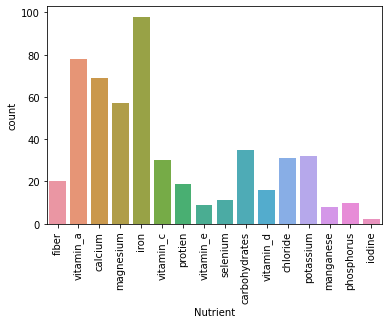 100
80
60
40
20
0
count
fiber
vitamin_a
calcium
magnesium
iron
vitamin_c
protien
vitamin_e
selenium
carbohydrates
vitamin_d
chloride
potassium
manganese
phosphorus
iodine
Nutrient